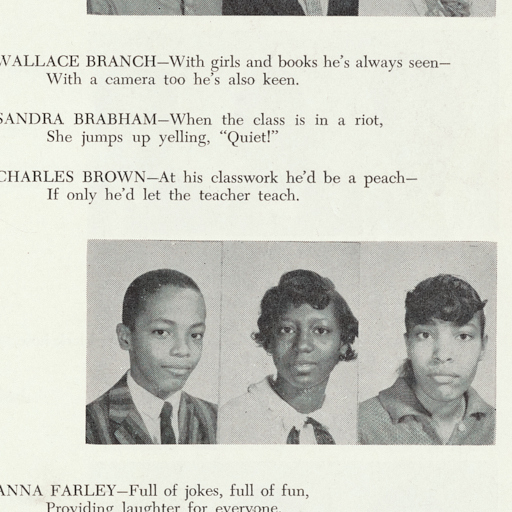 WALLACE BRANCH—With girls and books he's always seen—
With a camera too he's also keen.
SANDRA BRABHAM—When the class is in a riot,
She jumps up yelling, “Quiet!”
CHARLES BROWN—At his classwork he'd be a peach—
If only he'd let the teacher teach.
ANNA FARLEY—Full of jokes, full of fun,
Providing laughter for everyone.